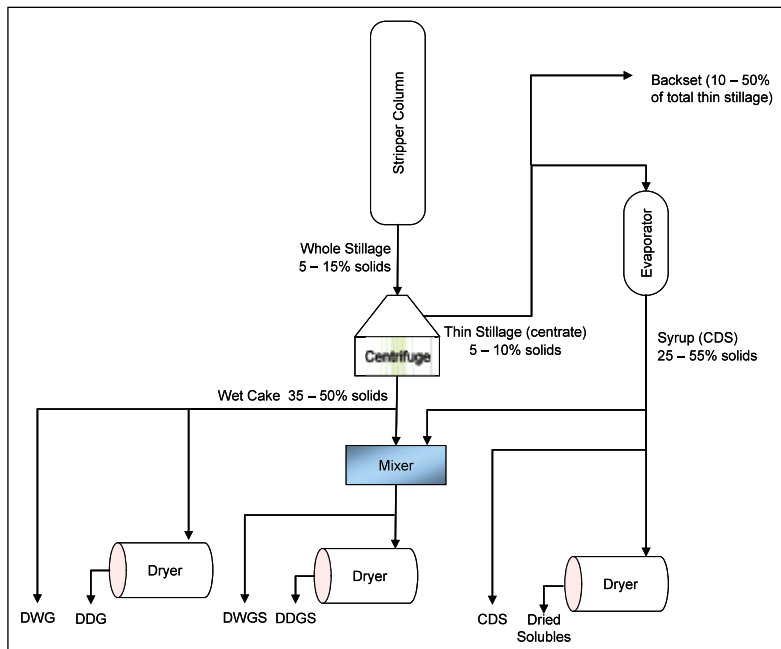 Stripper Column
Backset (10 – 50%
of total thin stillage)
Evaporator
Whole Stillage
5 – 15% solids
Thin Stillage (centrate)
5 – 10% solids
Syrup (CDS)
25 – 55% solids
Centrifuge
Wet Cake 35 – 50% solids
Mixer
Dryer
Dryer
Dryer
DWG
DDG
DWGS
DDGS
CDS
Dried
Solubles